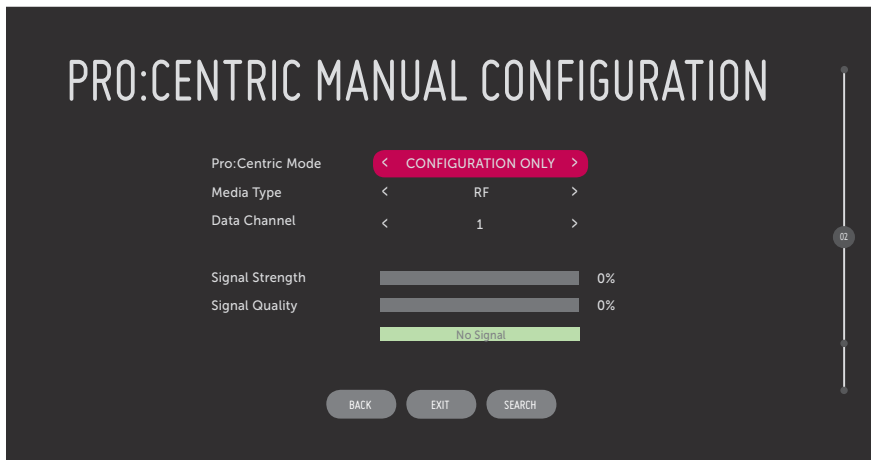 PRO:CENTRIC MANUAL CONFIGURATION
Pro:Centric Mode < CONFIGURATION ONLY >
Media Type < RF >
Data Channel < 1 >
02
Signal Strength 0%
Signal Quality 0%
No Signal
BACK EXIT SEARCH